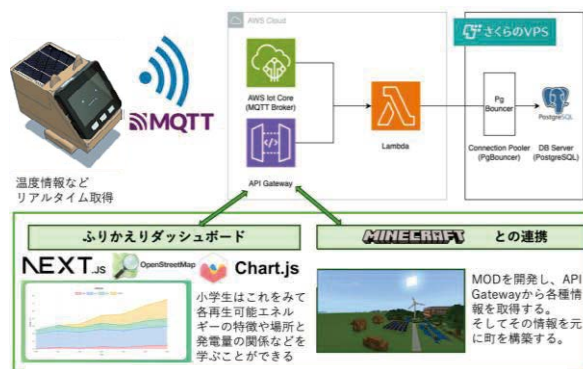 MQTT
温度情報など
リアルタイム取得
AWS Cloud
AWS Iot Core
(MQTT Broker)
API Gateway
Lambda
さくらのVPS
Pg
Bouncer
Connection Pooler
(PgBouncer)
PostgreSQL
DB Server
(PostgreSQL)
ふりかえりダッシュボード
NEXT.JS
OpenStreetMap
Chart.js
小学生はこれをみて
各再生可能エネル
ギーの特徴や場所と
発電量の関係などを
学ぶことができる
MINECRAFT との連携
MODを開発し、API
Gatewayから各種情
報を取得する。
そしてその情報を元
に町を構築する。